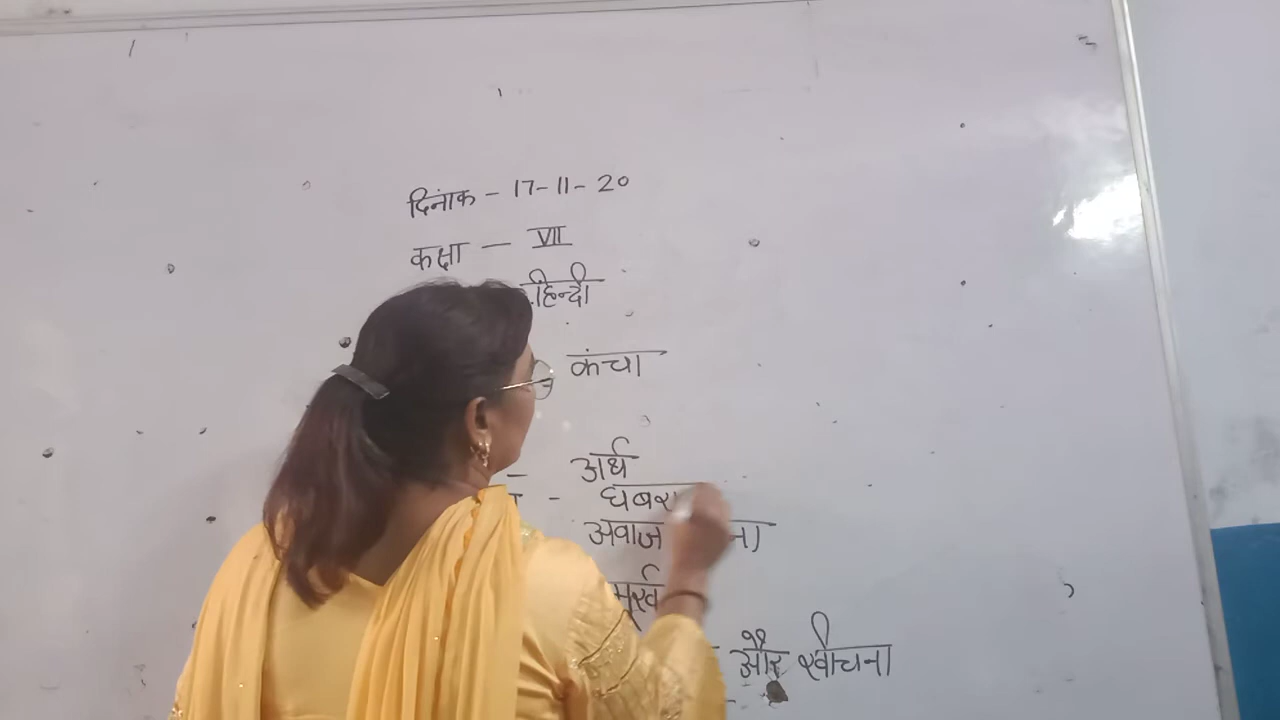 दिनांक - 17-11-20
कक्षा - VII
हिन्दी
कंचा
- अर्थ
- घबरा
अवाज ना
मूर्ख
- और खींचना